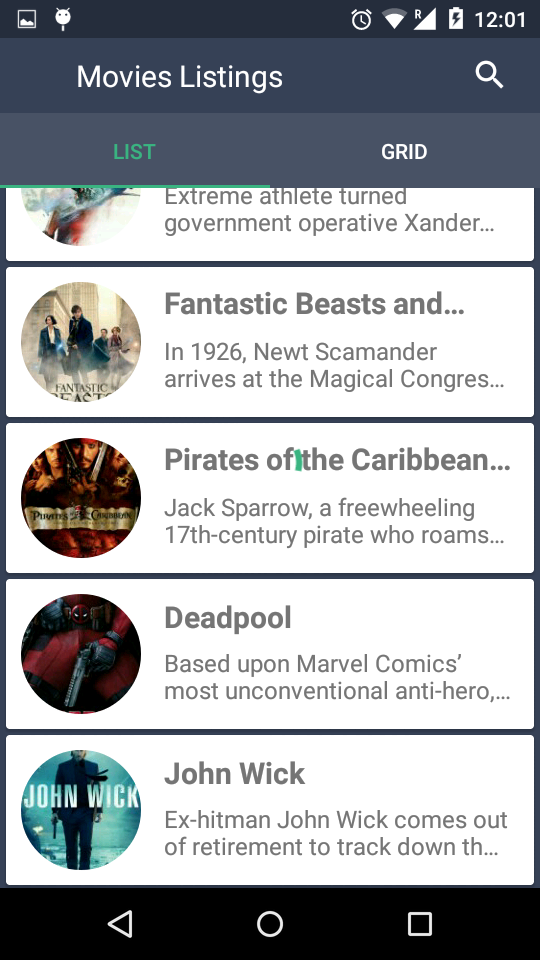 R
12:01
Movies Listings
LIST
GRID
Extreme athlete turned
government operative Xander...
Fantastic Beasts and...
In 1926, Newt Scamander
arrives at the Magical Congres...
FANTASTIC
BEASTS
Pirates of the Caribbean...
Jack Sparrow, a freewheeling
17th-century pirate who roams...
PIRATES OF THE CARIBBEAN
Deadpool
Based upon Marvel Comics’
most unconventional anti-hero,...
John Wick
Ex-hitman John Wick comes out
of retirement to track down th...
JOHN WICK